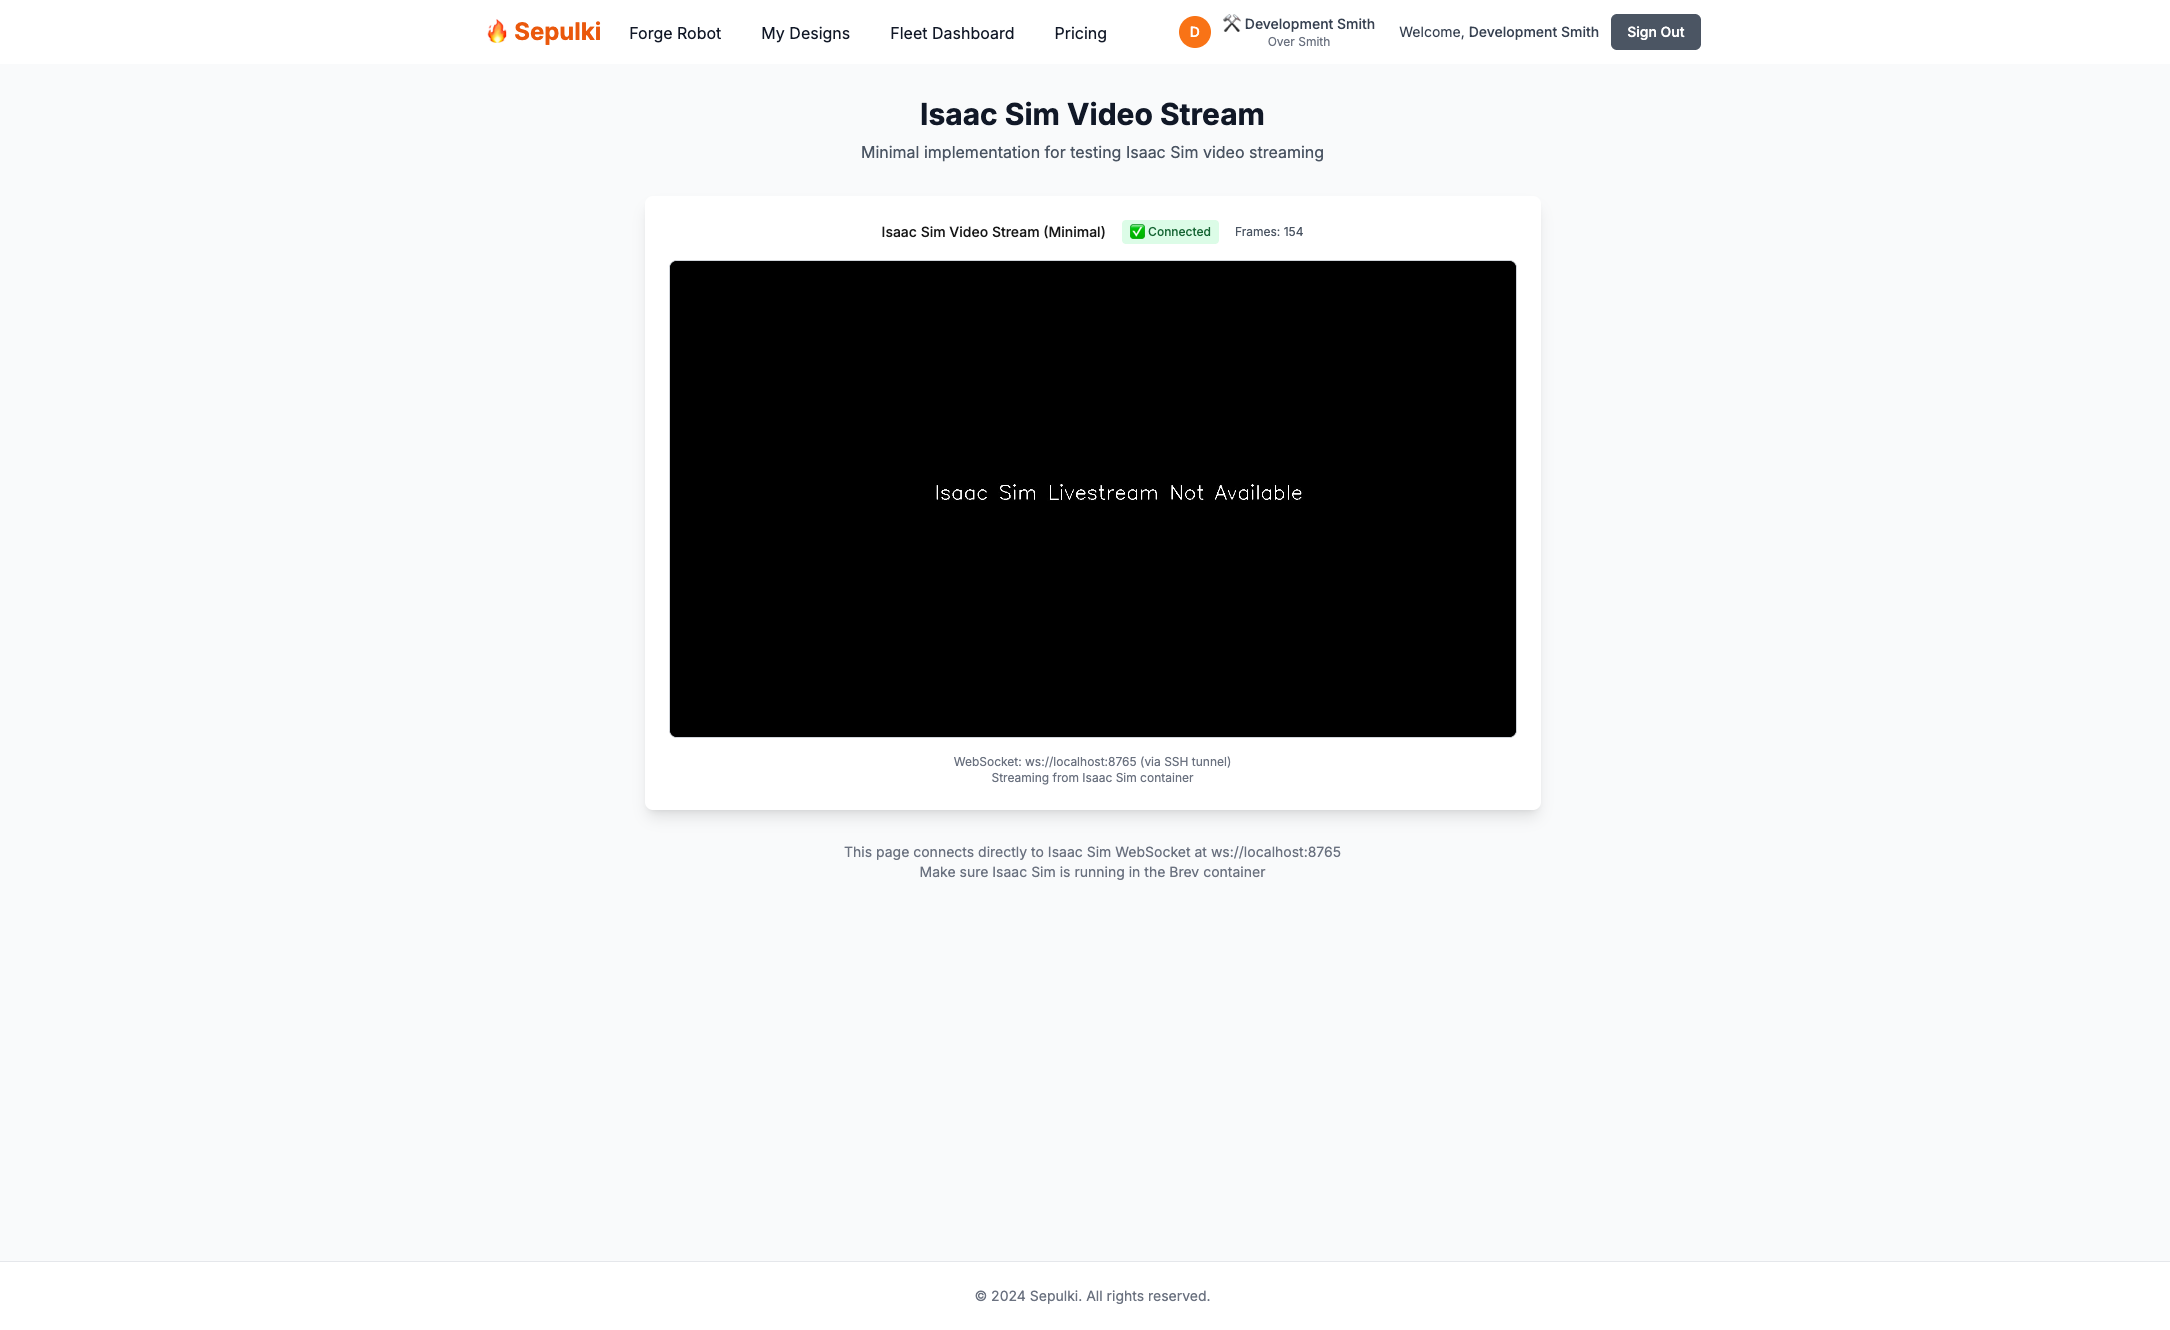 🔥 Sepulki
Forge Robot
My Designs
Fleet Dashboard
Pricing
D
⚒️ Development Smith
Over Smith
Welcome, Development Smith
Sign Out
Isaac Sim Video Stream
Minimal implementation for testing Isaac Sim video streaming
Isaac Sim Video Stream (Minimal)
✅ Connected
Frames: 154
Isaac Sim Livestream Not Available
WebSocket: ws://localhost:8765 (via SSH tunnel)
Streaming from Isaac Sim container
This page connects directly to Isaac Sim WebSocket at ws://localhost:8765
Make sure Isaac Sim is running in the Brev container
© 2024 Sepulki. All rights reserved.